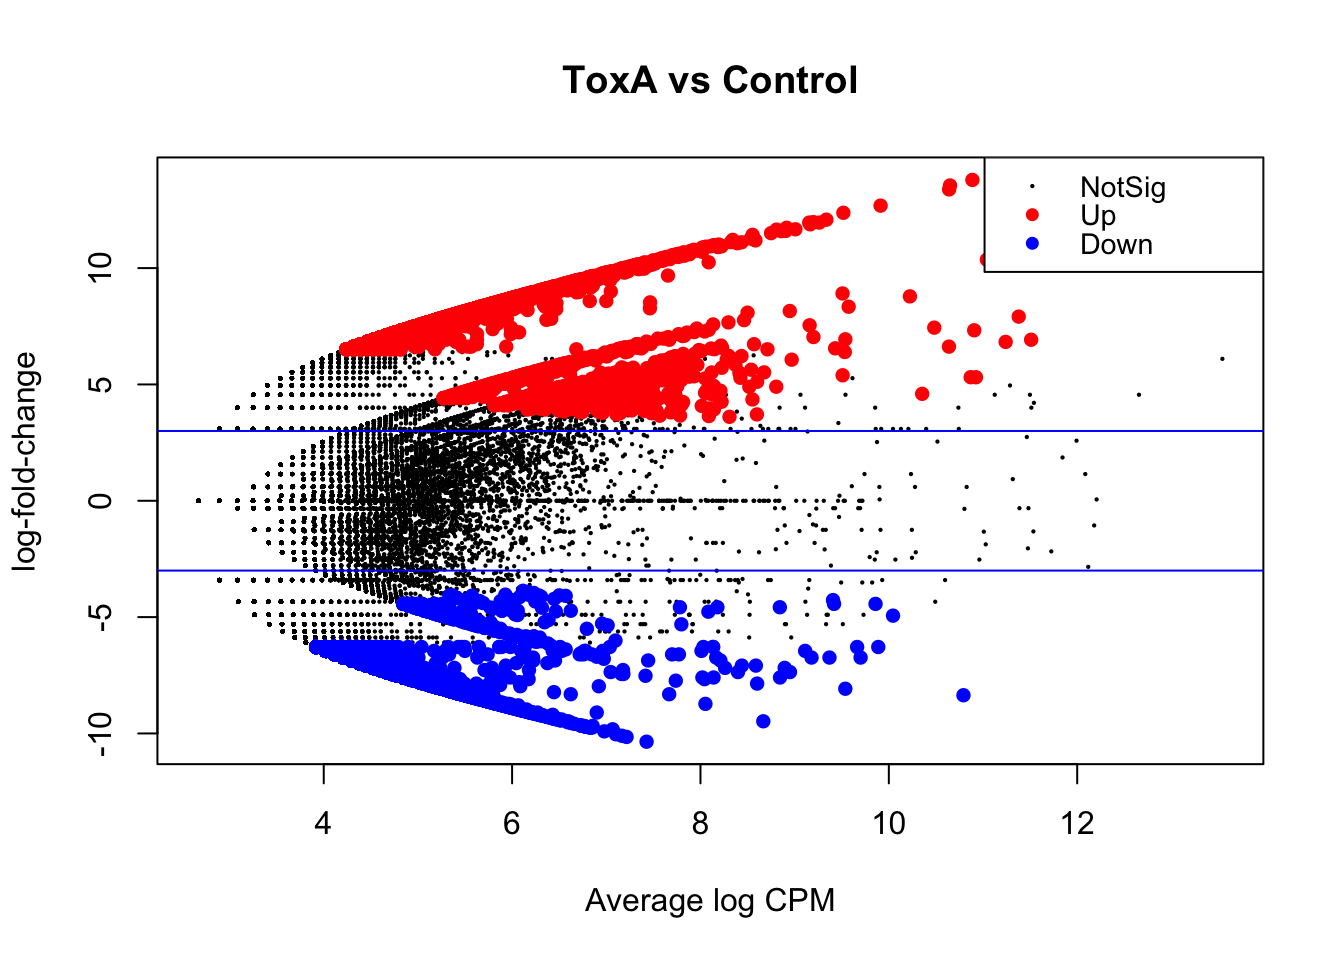 ToxA vs Control
NotSig
Up
Down
log-fold-change
10
5
0
-5
-10
4 6 8 10 12
Average log CPM